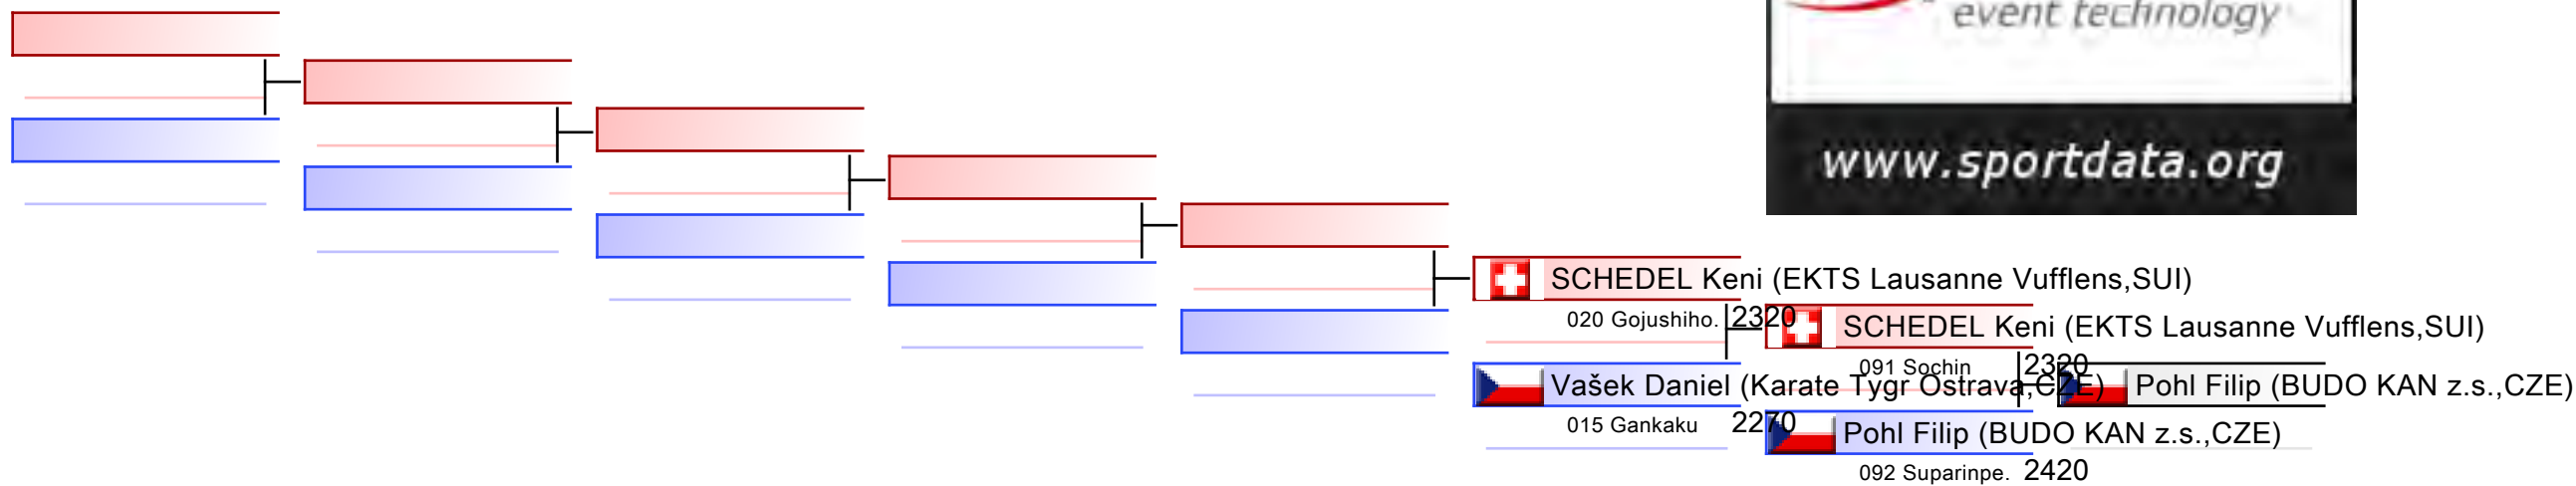 event technology
www.sportdata.org
SCHEDEL Keni (EKTS Lausanne Vufflens,SUI)
020 Gojushiho. 2320
SCHEDEL Keni (EKTS Lausanne Vufflens,SUI)
091 Sochin 2320
Vašek Daniel (Karate Tygr Ostrava,CZE)
Pohl Filip (BUDO KAN z.s.,CZE)
015 Gankaku 2270
Pohl Filip (BUDO KAN z.s.,CZE)
092 Suparinpe. 2420